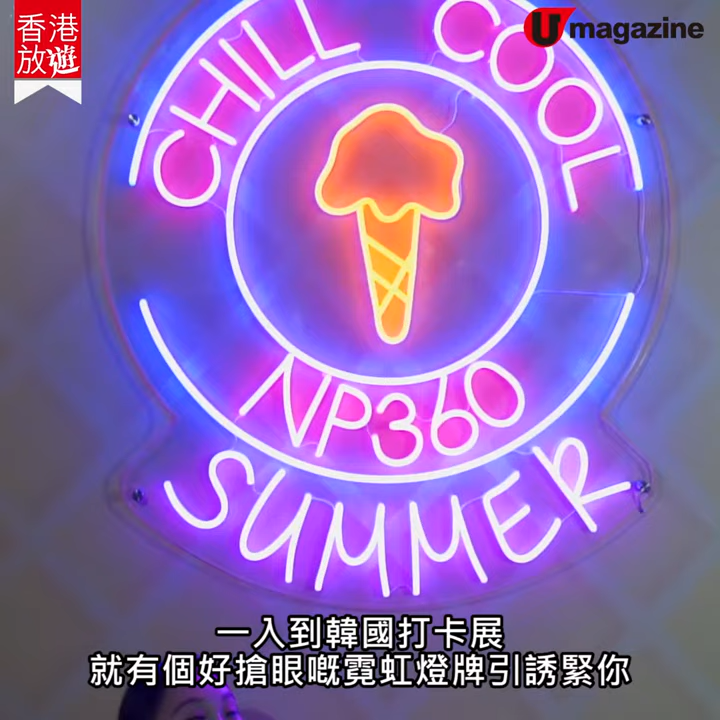 香港
放遊
U magazine
CHILL COOL
NP360
SUMMER
一入到韓國打卡展
就有個好搶眼嘅霓虹燈牌引誘緊你